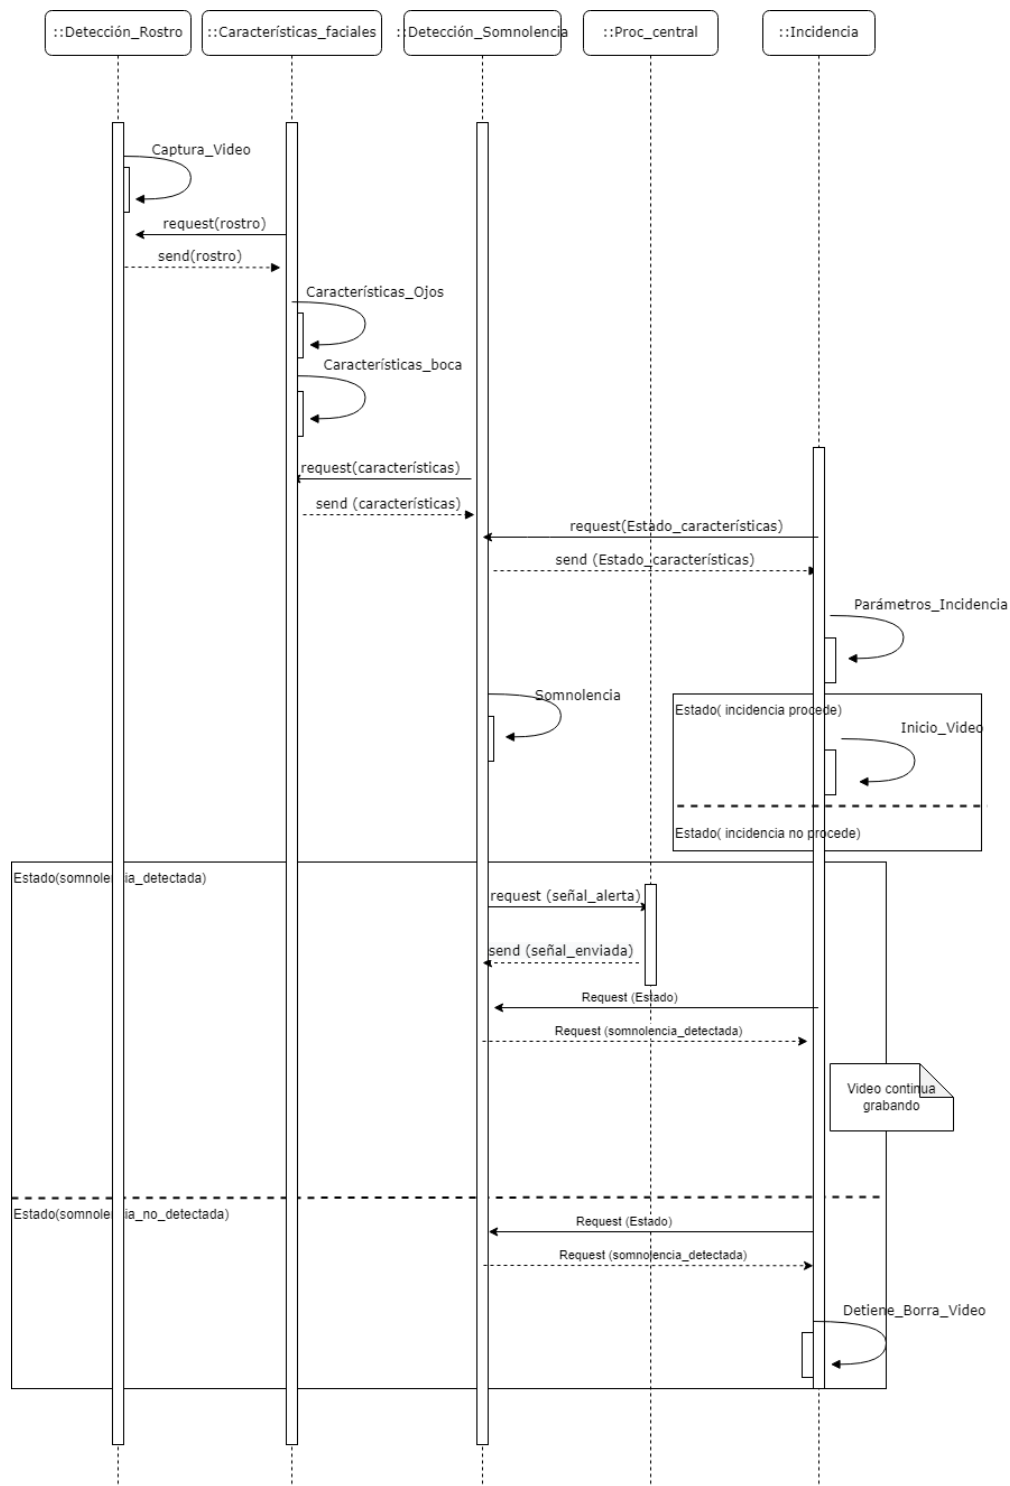 ::Detección_Rostro
::Características_faciales
::Detección_Somnolencia
::Proc_central
::Incidencia
Captura_Video
request(rostro)
send(rostro)
Características_Ojos
Características_boca
request(características)
send (características)
request(Estado_características)
send (Estado_características)
Parámetros_Incidencia
Somnolencia
Estado( incidencia procede)
Inicio_Video
Estado( incidencia no procede)
Estado(somnolencia_detectada)
request (señal_alerta)
send (señal_enviada)
Request (Estado)
Request (somnolencia_detectada)
Video continua
grabando
Estado(somnolencia_no_detectada)
Request (Estado)
Request (somnolencia_detectada)
Detiene_Borra_Video